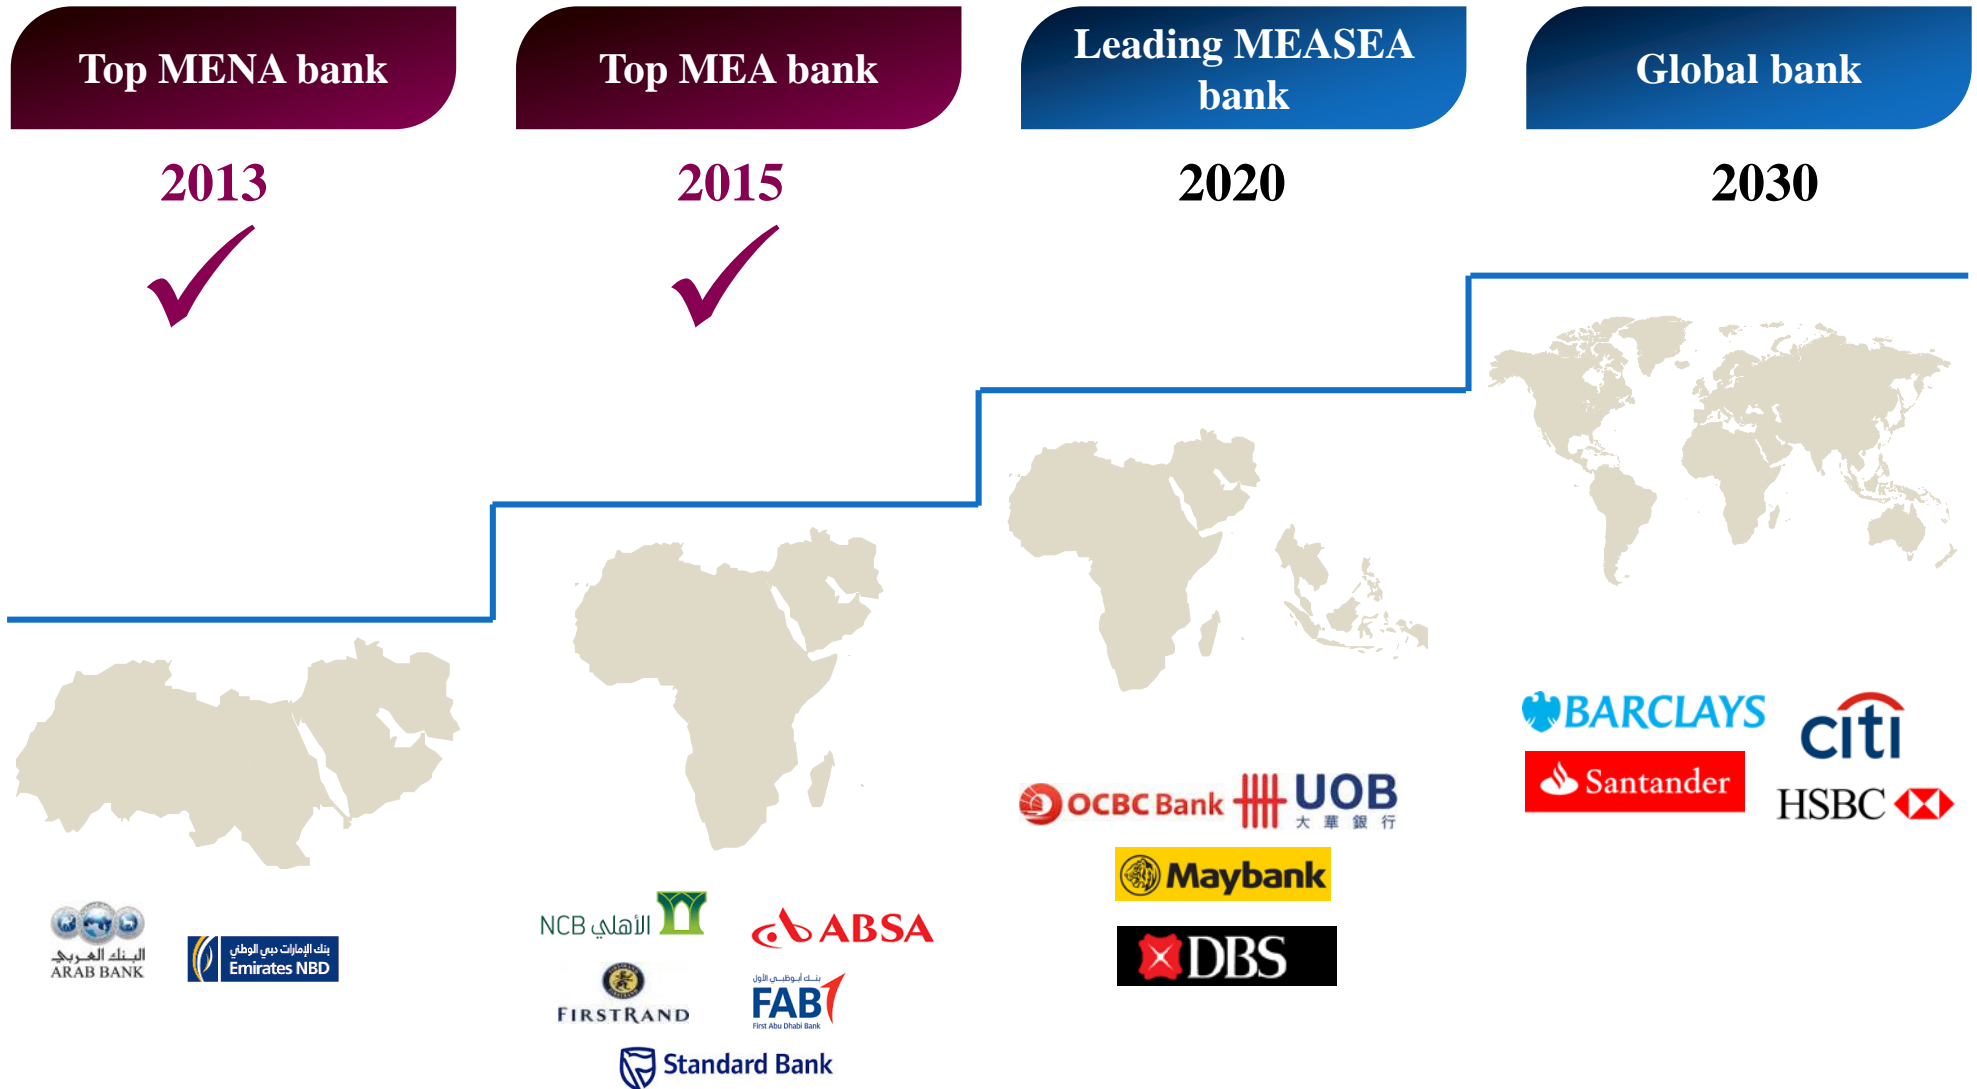 Top MENA bank
Top MEA bank
Leading MEASEA
bank
Global bank
2013
2015
2020
2030
البنك العربي
ARAB BANK
بنك الإمارات دبي الوطني
Emirates NBD
NCB الأهلي
ABSA
FIRSTRAND
بنك أبوظبي الأول
FAB
First Abu Dhabi Bank
Standard Bank
OCBC Bank
UOB
大華銀行
Maybank
DBS
BARCLAYS
citi
Santander
HSBC